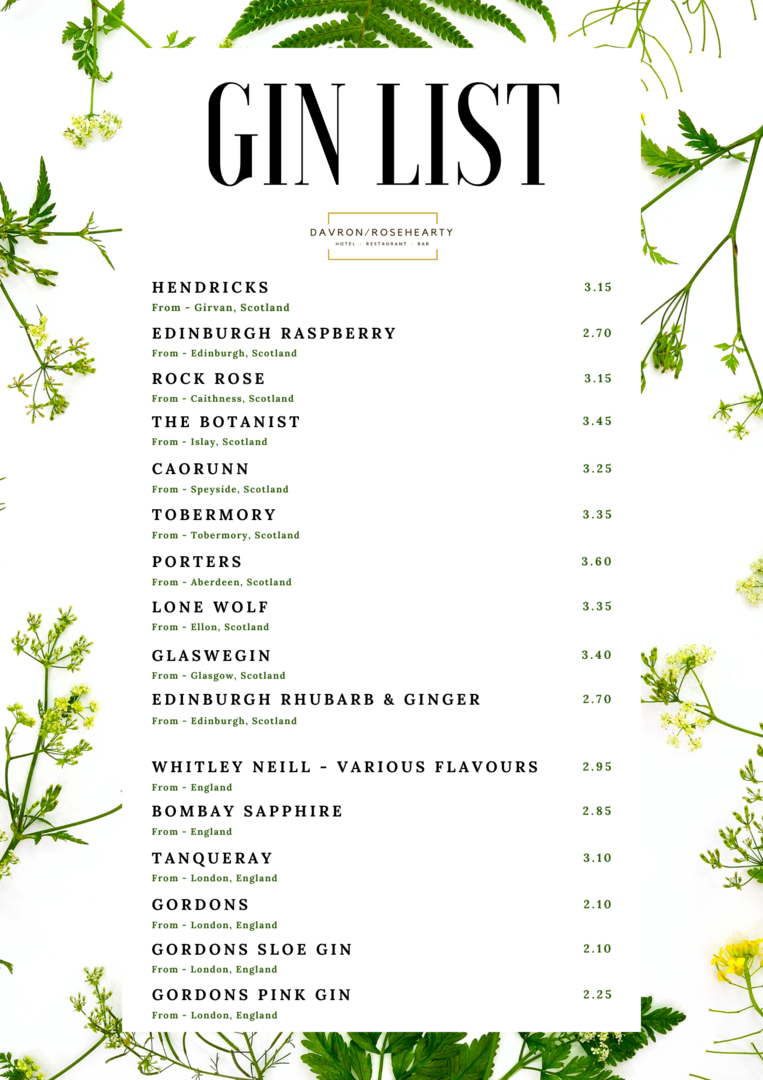 GIN LIST
DAVRON/ROSEHEARTY
HOTEL · RESTAURANT · BAR
HENDRICKS 3.15
From - Girvan, Scotland
EDINBURGH RASPBERRY 2.70
From - Edinburgh, Scotland
ROCK ROSE 3.15
From - Caithness, Scotland
THE BOTANIST 3.45
From - Islay, Scotland
CAORUNN 3.25
From - Speyside, Scotland
TOBERMORY 3.35
From - Tobermory, Scotland
PORTERS 3.60
From - Aberdeen, Scotland
LONE WOLF 3.35
From - Ellon, Scotland
GLASWEGIN 3.40
From - Glasgow, Scotland
EDINBURGH RHUBARB & GINGER 2.70
From - Edinburgh, Scotland
WHITLEY NEILL - VARIOUS FLAVOURS 2.95
From - England
BOMBAY SAPPHIRE 2.85
From - England
TANQUERAY 3.10
From - London, England
GORDONS 2.10
From - London, England
GORDONS SLOE GIN 2.10
From - London, England
GORDONS PINK GIN 2.25
From - London, England